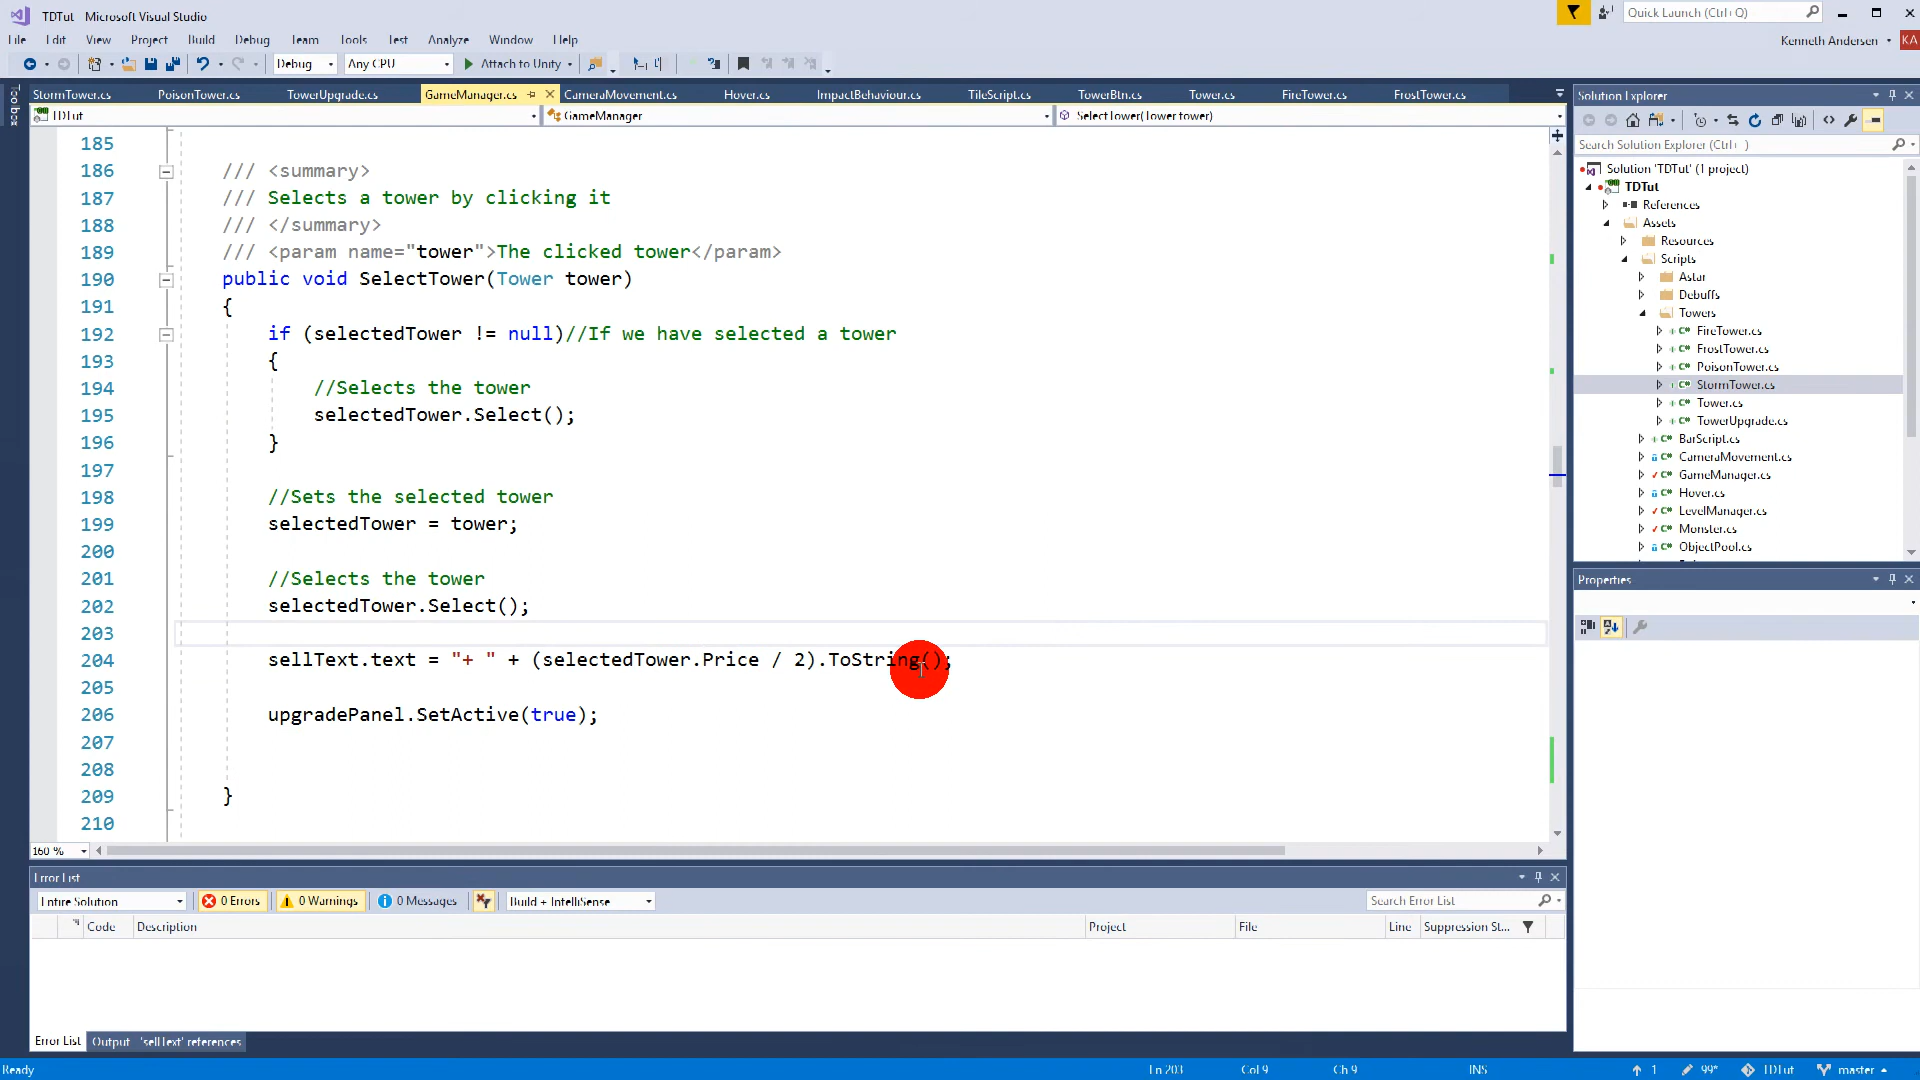 TDTut - Microsoft Visual Studio
Quick Launch (Ctrl+Q)
File Edit View Project Build Debug Team Tools Test Analyze Window Help
Kenneth Andersen KA
Debug Any CPU Attach to Unity
Toolbox
StormTower.cs PoisonTower.cs TowerUpgrade.cs GameManager.cs CameraMovement.cs Hover.cs ImpactBehaviour.cs TileScript.cs TowerBtn.cs Tower.cs FireTower.cs FrostTower.cs
TDTut GameManager SelectTower(Tower tower)
185
186 /// <summary>
187 /// Selects a tower by clicking it
188 /// </summary>
189 /// <param name="tower">The clicked tower</param>
190 public void SelectTower(Tower tower)
191 {
192 if (selectedTower != null)//If we have selected a tower
193 {
194 //Selects the tower
195 selectedTower.Select();
196 }
197
198 //Sets the selected tower
199 selectedTower = tower;
200
201 //Selects the tower
202 selectedTower.Select();
203
204 sellText.text = "+ " + (selectedTower.Price / 2).ToString();
205
206 upgradePanel.SetActive(true);
207
208
209 }
210
160 %
Solution Explorer
Search Solution Explorer (Ctrl+ )
Solution 'TDTut' (1 project)
TDTut
References
Assets
Resources
Scripts
Astar
Debuffs
Towers
FireTower.cs
FrostTower.cs
PoisonTower.cs
StormTower.cs
Tower.cs
TowerUpgrade.cs
BarScript.cs
CameraMovement.cs
GameManager.cs
Hover.cs
LevelManager.cs
Monster.cs
ObjectPool.cs
Properties
Error List
Entire Solution 0 Errors 0 Warnings 0 Messages Build + IntelliSense Search Error List
Code Description Project File Line Suppression St...
Error List Output 'sellText' references
Ready Ln 203 Col 9 Ch 9 INS 1 99* TDTut master